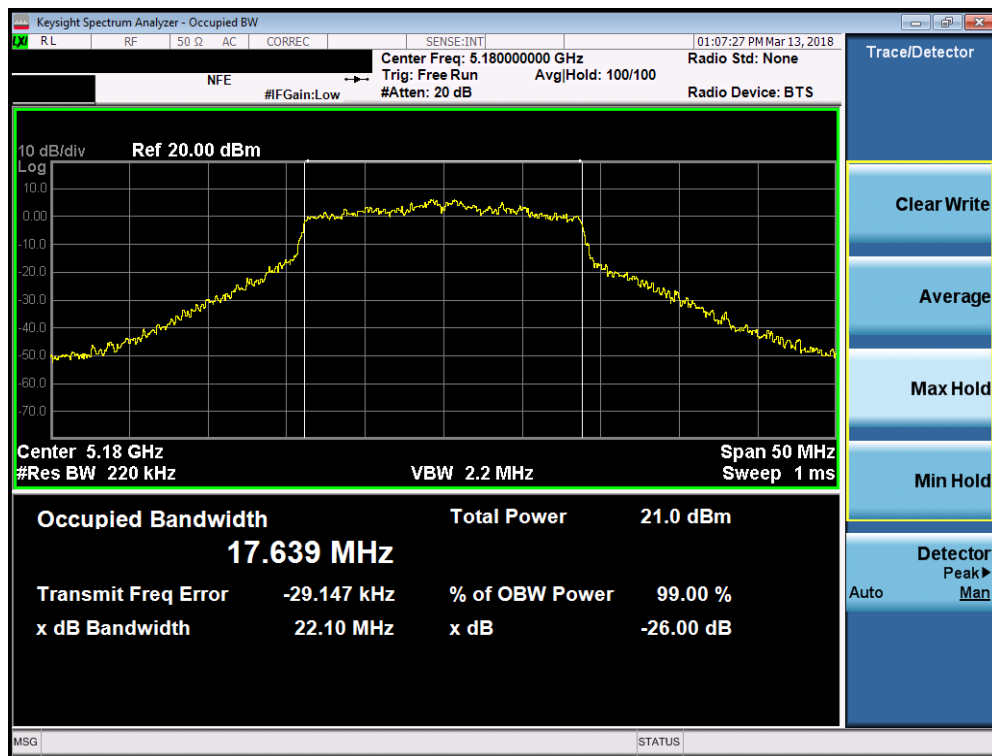 Keysight Spectrum Analyzer - Occupied BW
LXI RL RF 50 Ω AC CORREC SENSE:INT 01:07:27 PM Mar 13, 2018
Center Freq: 5.180000000 GHz Radio Std: None
NFE Trig: Free Run Avg|Hold: 100/100
#IFGain:Low #Atten: 20 dB Radio Device: BTS
10 dB/div Ref 20.00 dBm
Log
10.0
0.00
-10.0
-20.0
-30.0
-40.0
-50.0
-60.0
-70.0
Center 5.18 GHz Span 50 MHz
#Res BW 220 kHz VBW 2.2 MHz Sweep 1 ms
Occupied Bandwidth Total Power 21.0 dBm
17.639 MHz
Transmit Freq Error -29.147 kHz % of OBW Power 99.00 %
x dB Bandwidth 22.10 MHz x dB -26.00 dB
MSG STATUS
Trace/Detector
Clear Write
Average
Max Hold
Min Hold
Detector
Peak▶
Auto Man